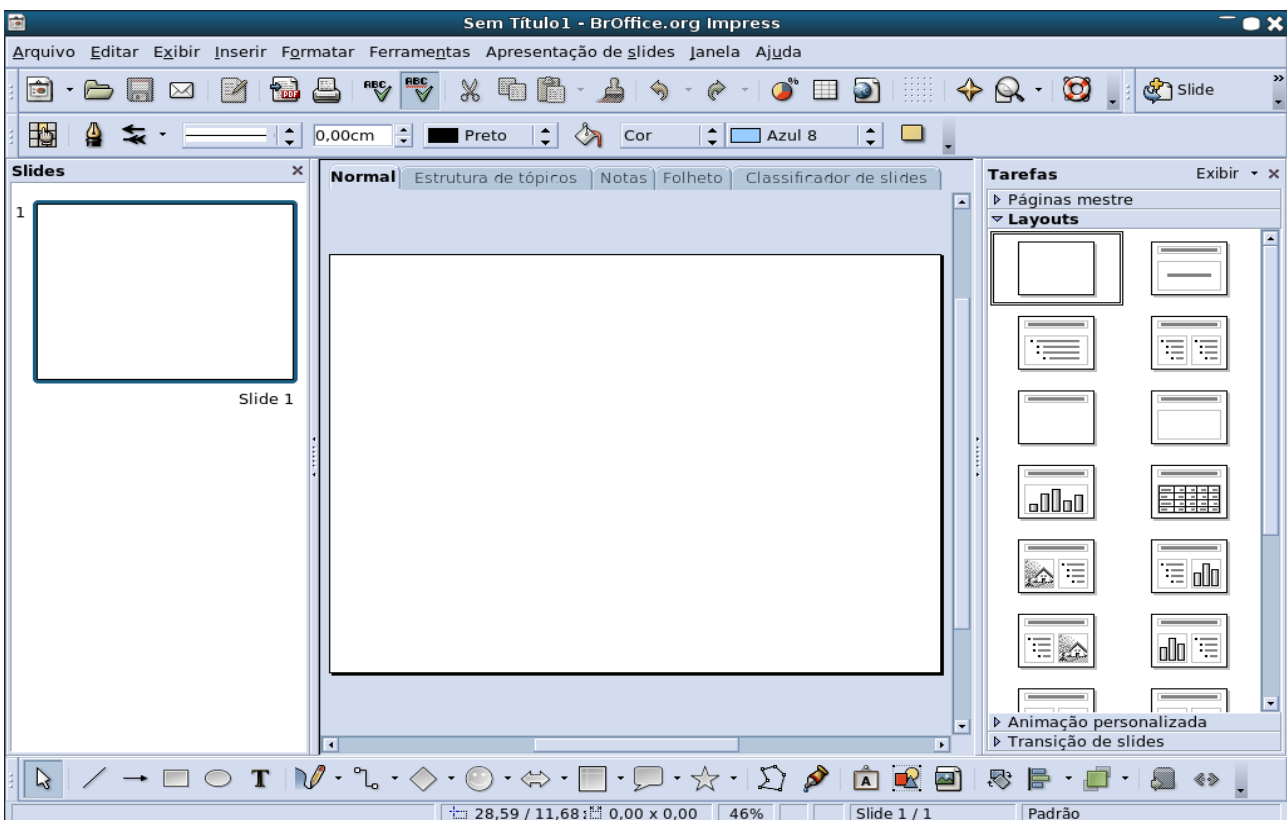 Sem Título1 - BrOffice.org Impress
Arquivo Editar Exibir Inserir Formatar Ferramentas Apresentação de slides Janela Ajuda
ABC ABC % Slide »
0,00cm Preto Cor Azul 8
Slides
Normal Estrutura de tópicos Notas Folheto Classificador de slides
Tarefas Exibir
Páginas mestre
Layouts
1
Slide 1
Animação personalizada
Transição de slides
T A
28,59 / 11,68 0,00 x 0,00 46% Slide 1 / 1 Padrão